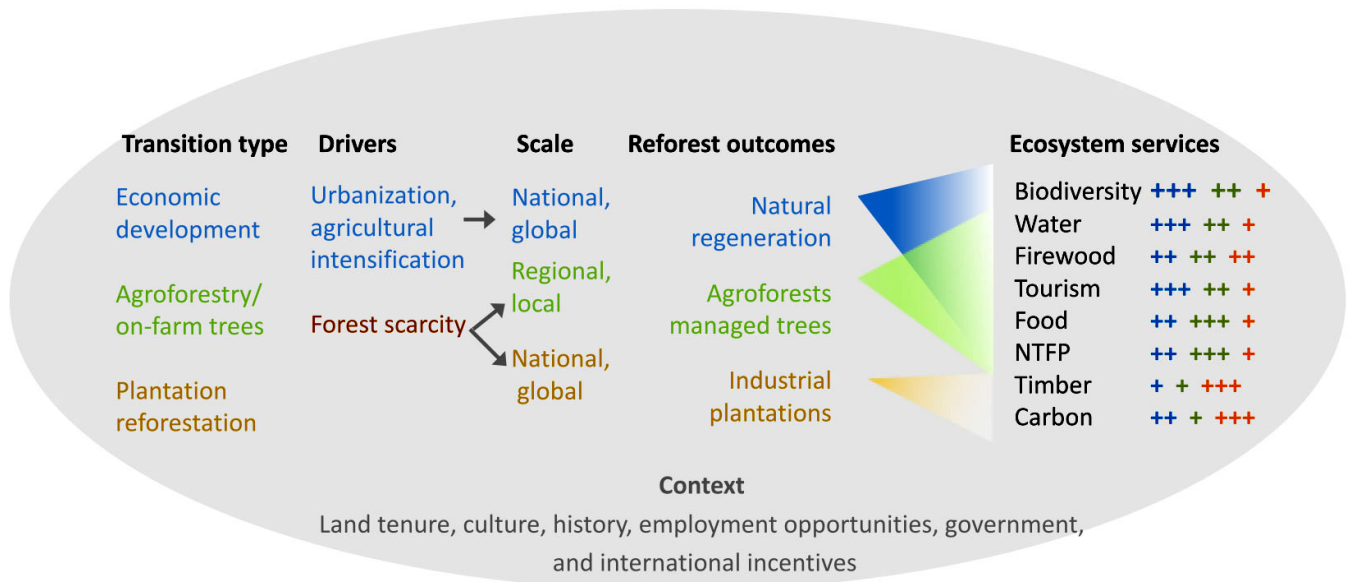 Transition type Drivers Scale Reforest outcomes Ecosystem services
Economic
development
Urbanization,
agricultural
intensification
National,
global
Natural
regeneration
Agroforestry/
on-farm trees
Forest scarcity
Regional,
local
National,
global
Agroforests
managed trees
Plantation
reforestation
Industrial
plantations
Biodiversity +++ ++ +
Water +++ ++ +
Firewood ++ ++ ++
Tourism +++ ++ +
Food ++ +++ +
NTFP ++ +++ +
Timber + + +++
Carbon ++ + +++
Context
Land tenure, culture, history, employment opportunities, government,
and international incentives